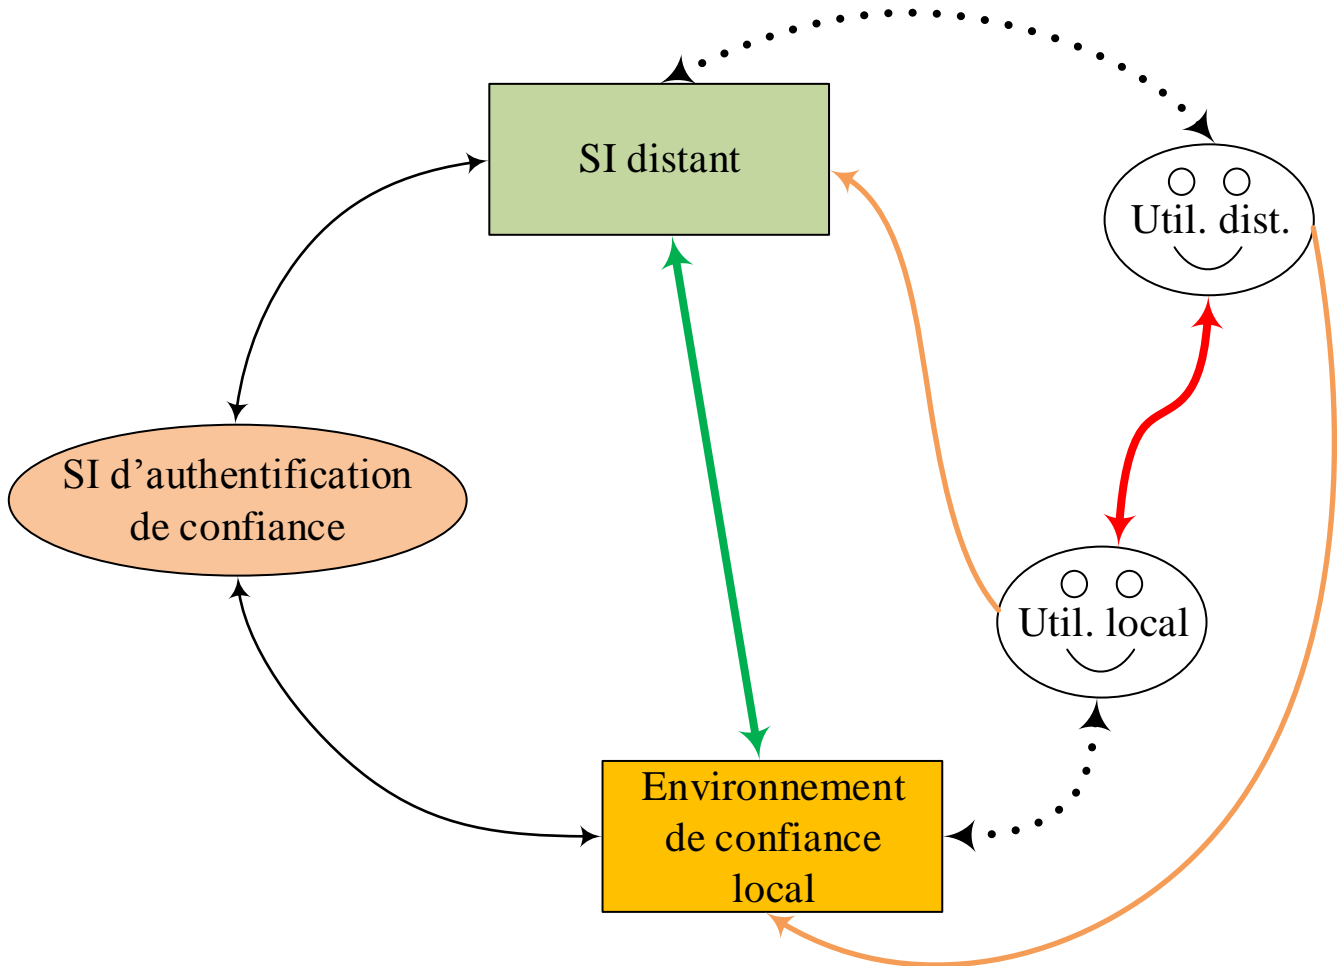 SI distant
Util. dist.
SI d’authentification
de confiance
Util. local
Environnement
de confiance
local